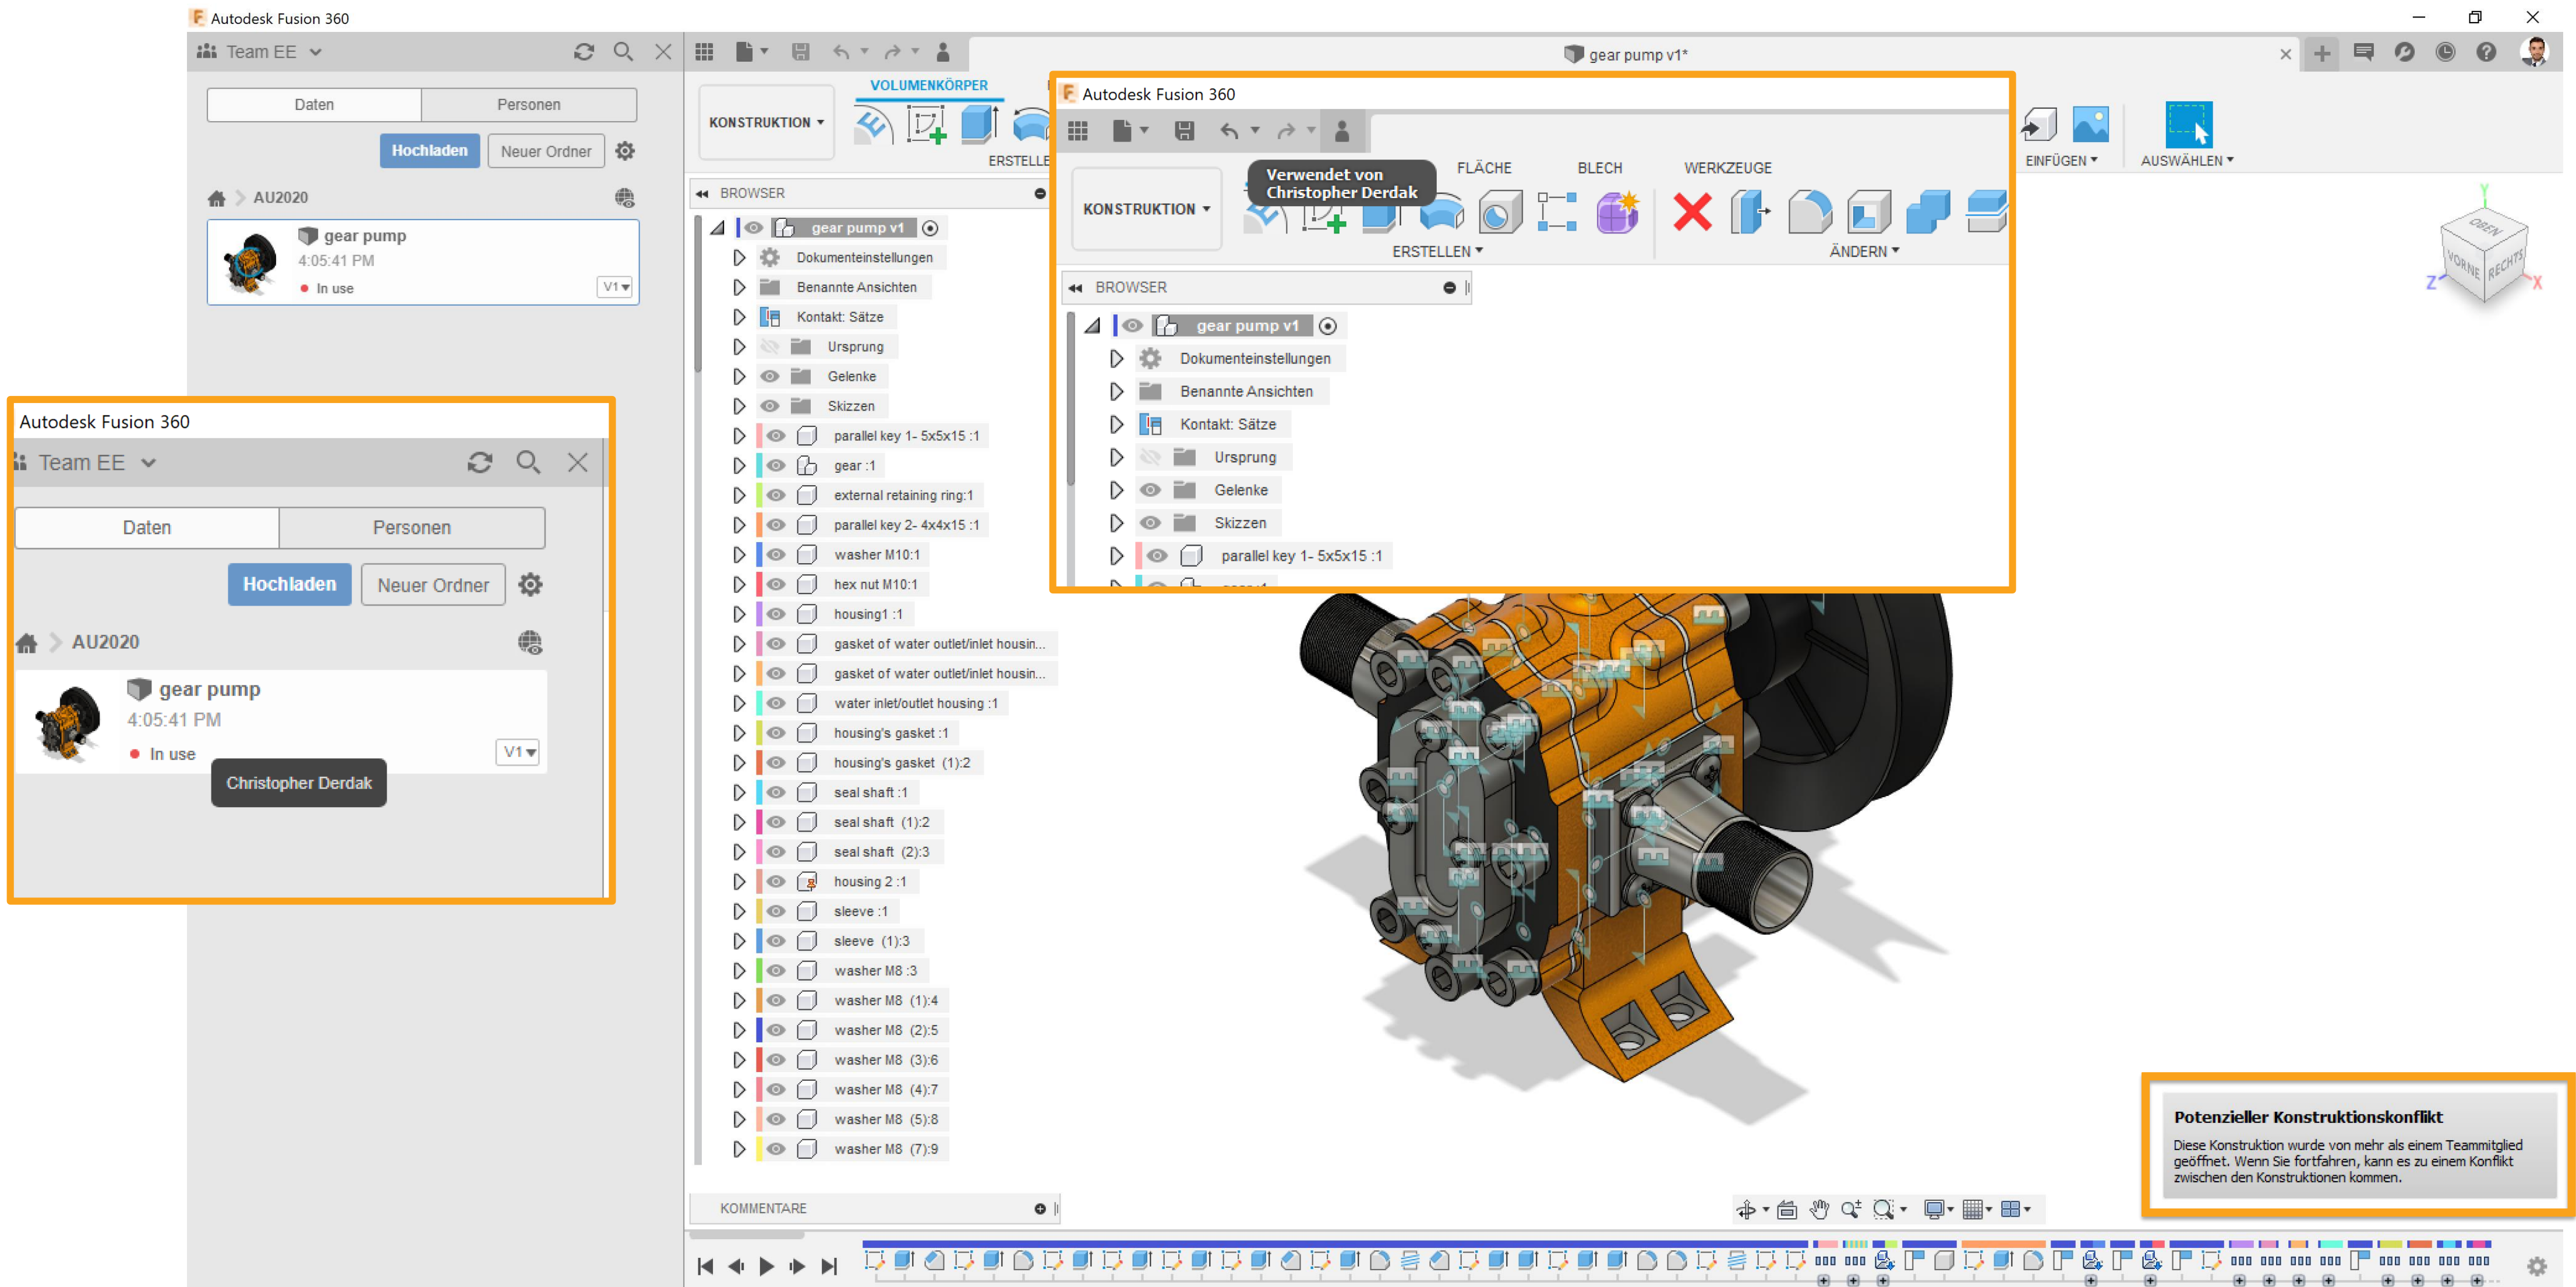 Autodesk Fusion 360
Team EE
Daten
Personen
Hochladen
Neuer Ordner
AU2020
gear pump
4:05:41 PM
In use
V1
Autodesk Fusion 360
Team EE
Daten
Personen
Hochladen
Neuer Ordner
AU2020
gear pump
4:05:41 PM
In use
V1
Christopher Derdak
gear pump v1*
KONSTRUKTION
VOLUMENKÖRPER
ERSTELLE
EINFÜGEN
AUSWÄHLEN
BROWSER
gear pump v1
Dokumenteinstellungen
Benannte Ansichten
Kontakt: Sätze
Ursprung
Gelenke
Skizzen
parallel key 1- 5x5x15 :1
gear :1
external retaining ring:1
parallel key 2- 4x4x15 :1
washer M10:1
hex nut M10:1
housing1 :1
gasket of water outlet/inlet housin...
gasket of water outlet/inlet housin...
water inlet/outlet housing :1
housing's gasket :1
housing's gasket (1):2
seal shaft :1
seal shaft (1):2
seal shaft (2):3
housing 2 :1
sleeve :1
sleeve (1):3
washer M8 :3
washer M8 (1):4
washer M8 (2):5
washer M8 (3):6
washer M8 (4):7
washer M8 (5):8
washer M8 (7):9
KOMMENTARE
Autodesk Fusion 360
Verwendet von
Christopher Derdak
FLÄCHE
BLECH
WERKZEUGE
KONSTRUKTION
ERSTELLEN
ÄNDERN
BROWSER
gear pump v1
Dokumenteinstellungen
Benannte Ansichten
Kontakt: Sätze
Ursprung
Gelenke
Skizzen
parallel key 1- 5x5x15 :1
Y
OBEN
VORNE
RECHTS
Z
X
Potenzieller Konstruktionskonflikt
Diese Konstruktion wurde von mehr als einem Teammitglied
geöffnet. Wenn Sie fortfahren, kann es zu einem Konflikt
zwischen den Konstruktionen kommen.